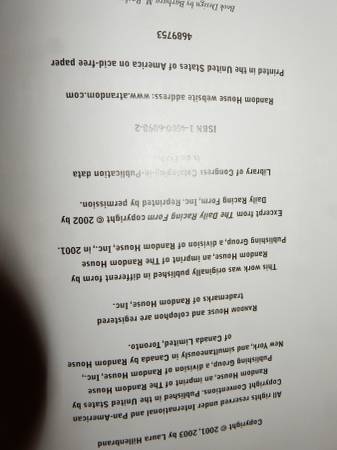 Copyright © 2001, 2003 Laura Hillenbrand
All rights reserved under International and Pan-American
Copyright Conventions. Published in the United States by
Random House, an imprint of The Random House
Publishing Group, a division of Random House, Inc.,
New York, and simultaneously in Canada by Random House
of Canada Limited, Toronto.
Random House and colophon are registered
trademarks of Random House, Inc.
This work was originally published in different form by
Random House, an imprint of The Random House
Publishing Group, a division of Random House, Inc., in 2001.
Excerpt from The Daily Racing Form copyright © 2002 by
Daily Racing Form, Inc. Reprinted by permission.
Library of Congress Cataloging-in-Publication data
ISBN
Random House website address: www.atrandom.com
Printed in the United States of America on acid-free paper
4689753
Book Design by Barbara M.